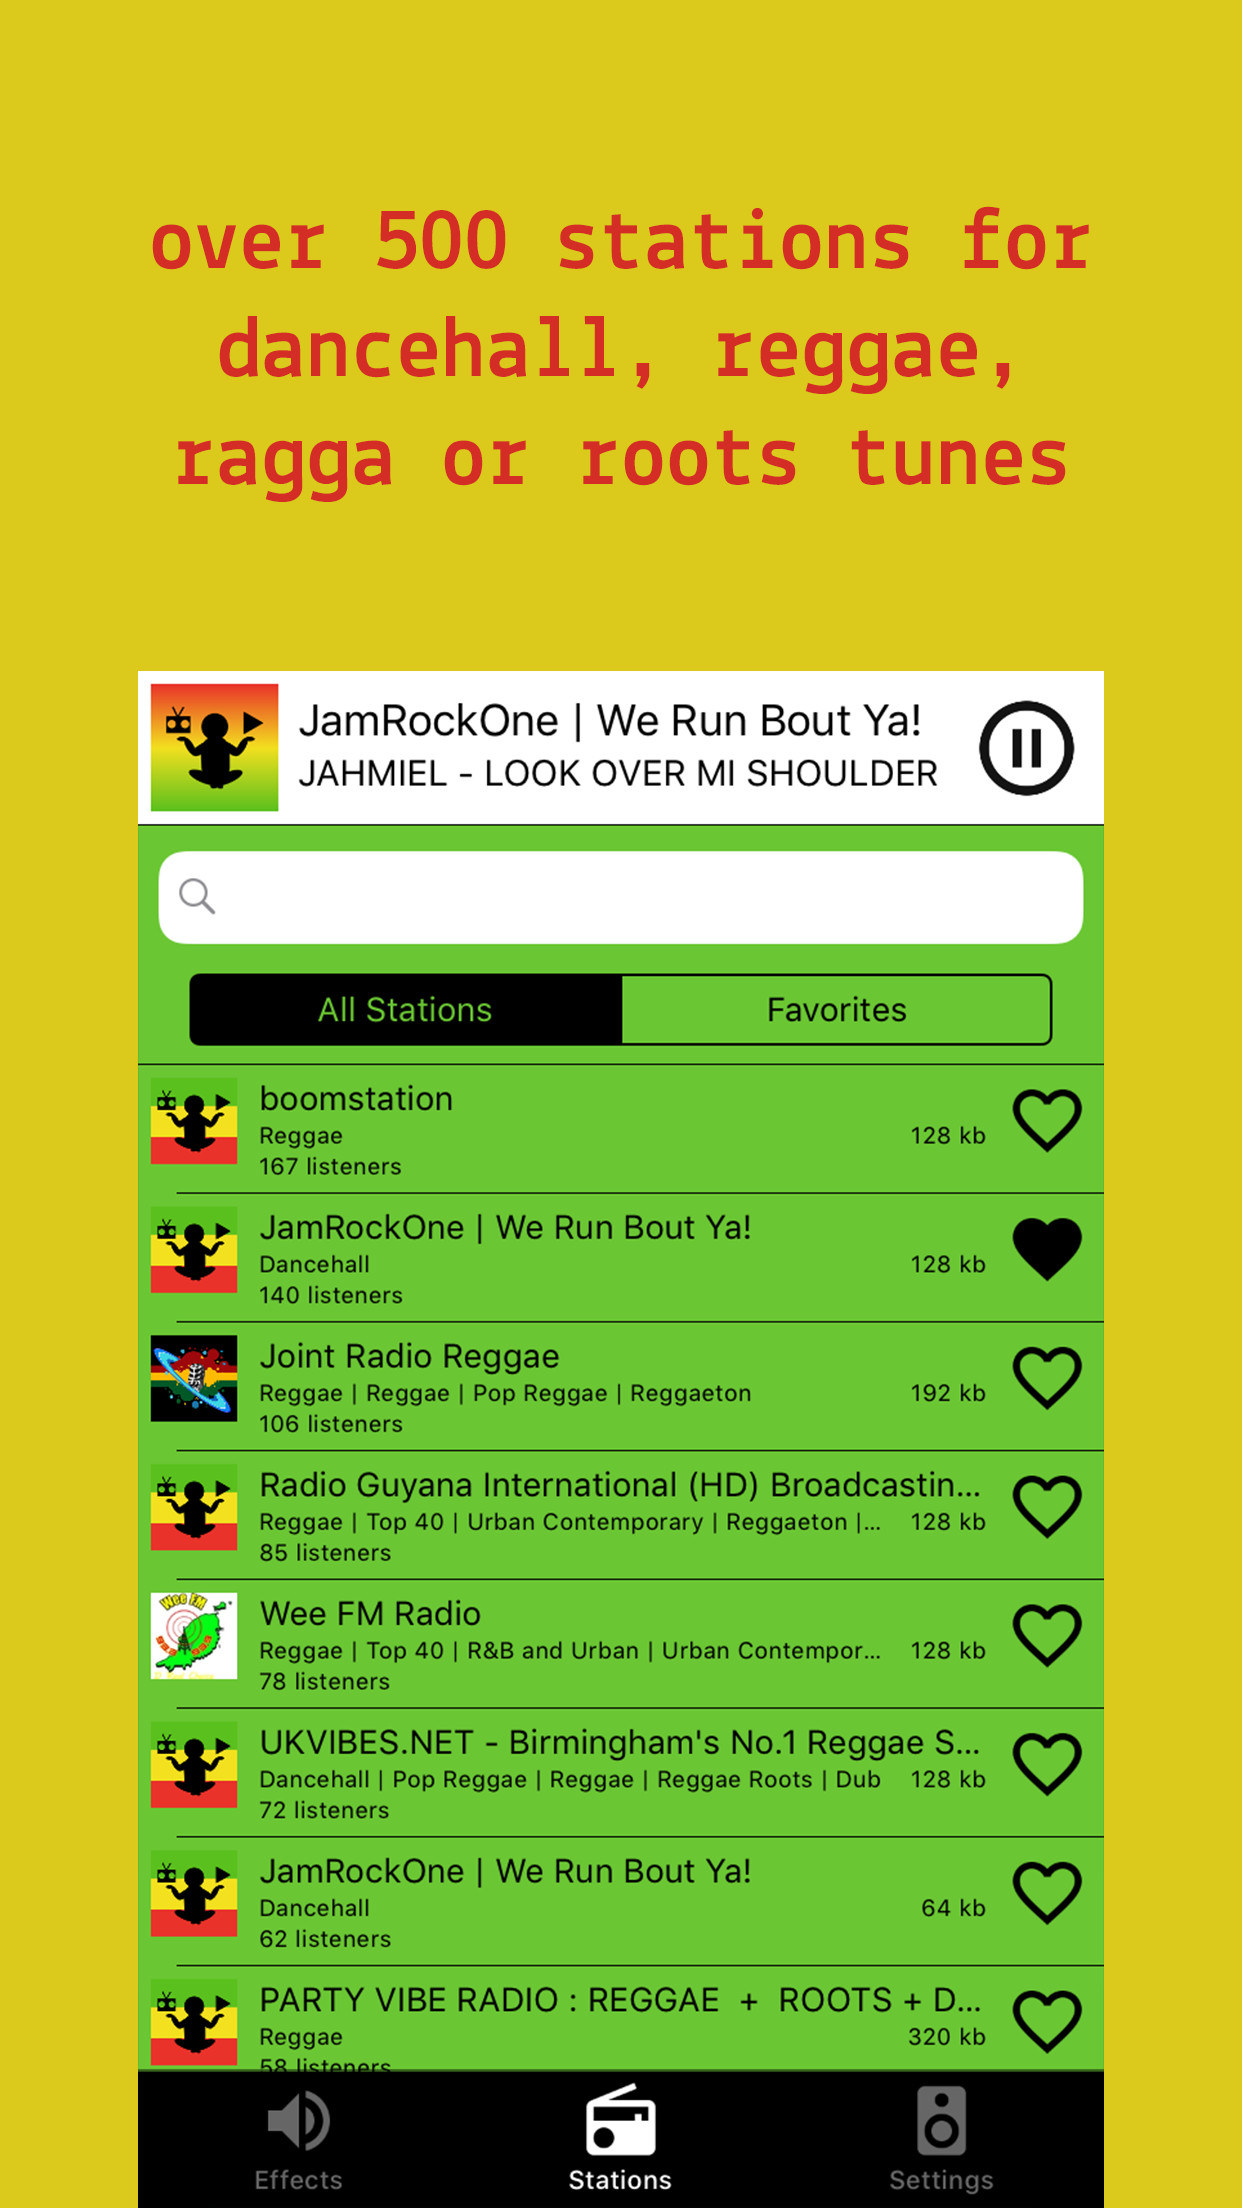 over 500 stations for
dancehall, reggae,
ragga or roots tunes
JamRockOne | We Run Bout Ya!
JAHMIEL - LOOK OVER MI SHOULDER
All Stations
Favorites
boomstation
Reggae
128 kb
167 listeners
JamRockOne | We Run Bout Ya!
Dancehall
128 kb
140 listeners
Joint Radio Reggae
Reggae | Reggae | Pop Reggae | Reggaeton
192 kb
106 listeners
Radio Guyana International (HD) Broadcastin...
Reggae | Top 40 | Urban Contemporary | Reggaeton |...
128 kb
85 listeners
Wee FM
Wee FM Radio
Reggae | Top 40 | R&B and Urban | Urban Contempor...
128 kb
78 listeners
UKVIBES.NET - Birmingham's No.1 Reggae S...
Dancehall | Pop Reggae | Reggae | Reggae Roots | Dub
128 kb
72 listeners
JamRockOne | We Run Bout Ya!
Dancehall
64 kb
62 listeners
PARTY VIBE RADIO : REGGAE + ROOTS + D...
Reggae
320 kb
58 listeners
Effects
Stations
Settings